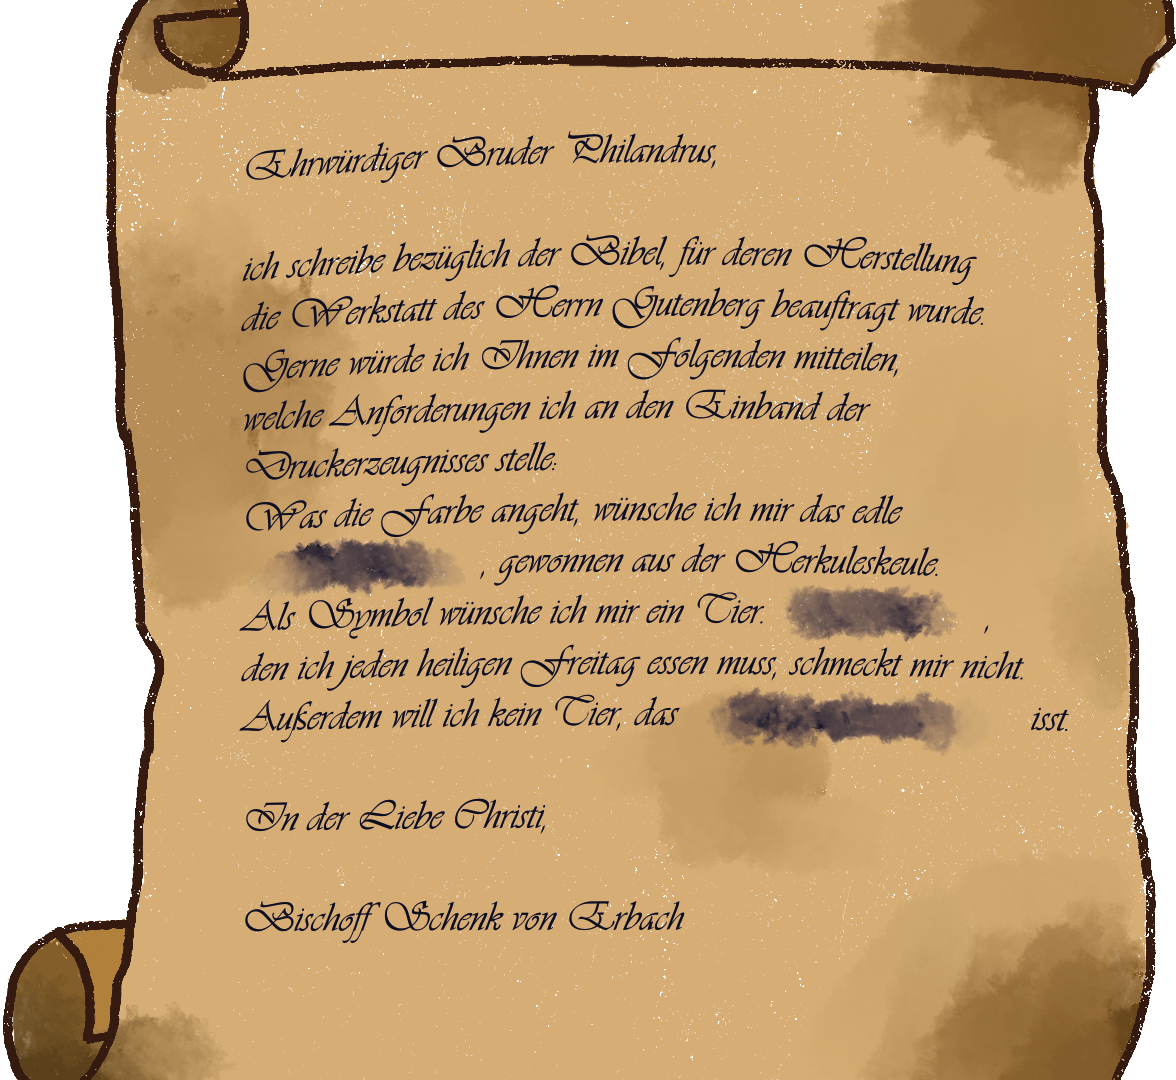 Ehrwürdiger Bruder Philandrus,
ich schreibe bezüglich der Bibel, für deren Herstellung
die Werkstatt des Herrn Gutenberg beauftragt wurde.
Gerne würde ich Ihnen im Folgenden mitteilen,
welche Anforderungen ich an den Einband der
Druckerzeugnisses stelle:
Was die Farbe angeht, wünsche ich mir das edle
, gewonnen aus der Herkuleskeule.
Als Symbol wünsche ich mir ein Tier. ,
den ich jeden heiligen Freitag essen muss, schmeckt mir nicht.
Außerdem will ich kein Tier, das isst.
In der Liebe Christi,
Bischoff Schenk von Erbach